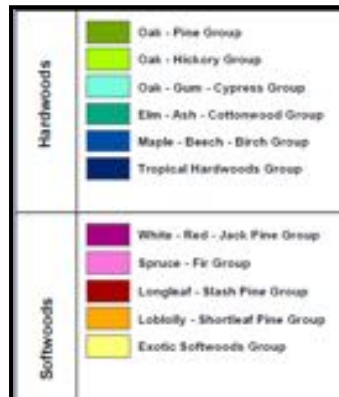 Hardwoods
Oak - Pine Group
Oak - Hickory Group
Oak - Gum - Cypress Group
Elm - Ash - Cottonwood Group
Maple - Beech - Birch Group
Tropical Hardwoods Group
Softwoods
White - Red - Jack Pine Group
Spruce - Fir Group
Longleaf - Slash Pine Group
Loblolly - Shortleaf Pine Group
Exotic Softwoods Group